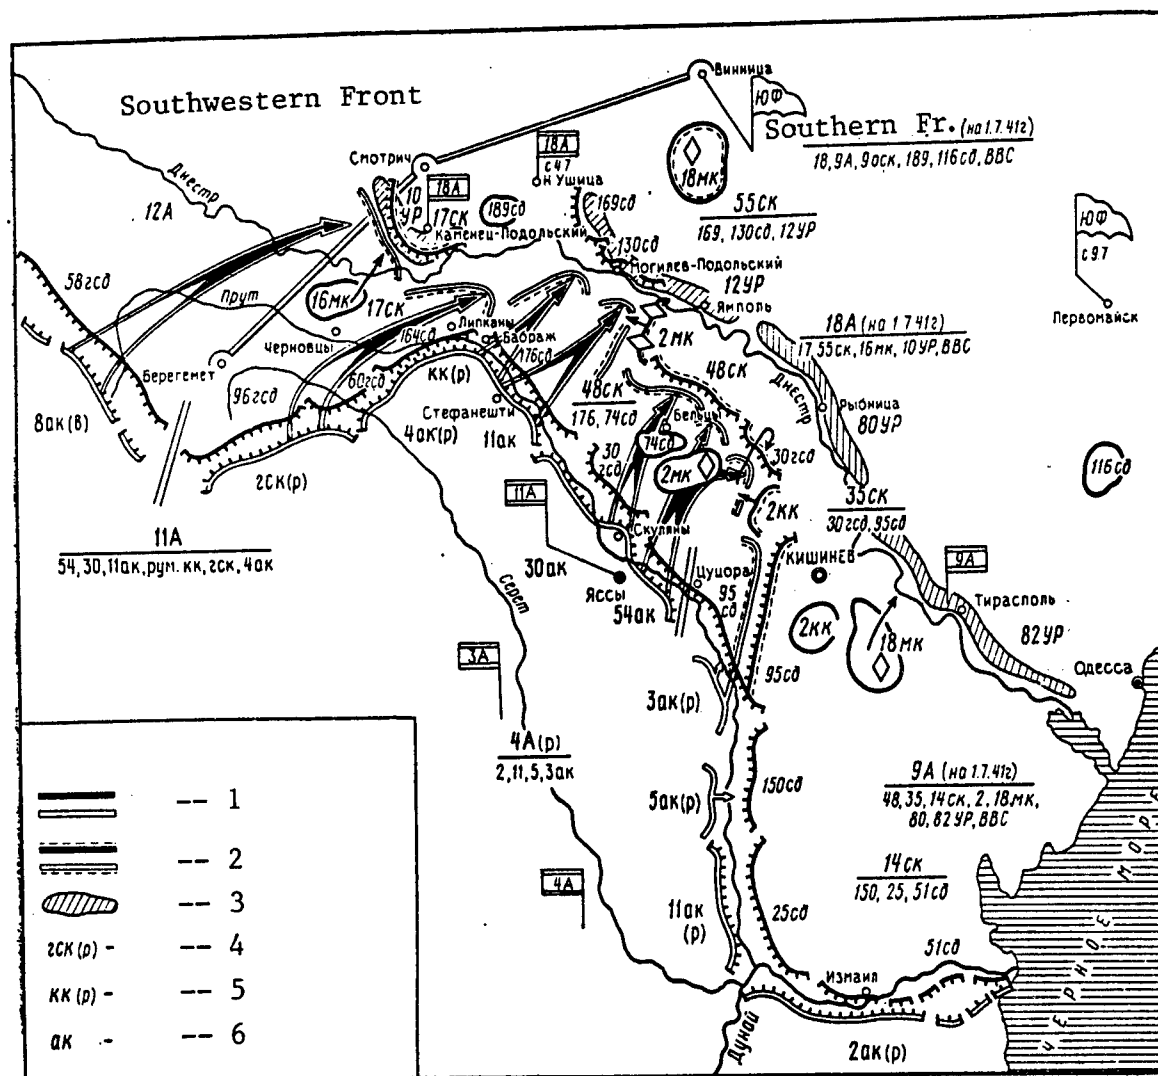 Southwestern Front
Винница
ЮФ
Southern Fr. (на 1.7.41г)
18, 9А, 9оск, 189, 116сд, ВВС
Смотрич
18А
с47
н Ушица
18мк
Днестр
12А
10
УР
18А
17ск
Каменец-Подольский
189сд
169сд
130сд
55ск
169, 130сд, 12УР
ЮФ
с97
Первомайск
58гсд
Прут
16мк
17ск
Могилев-Подольский
12УР
Ямполь
18А (на 1 7.41г)
17,55ск, 16мк, 10УР, ВВС
Черновцы
Липканы
164сд
176сд
2мк
Берегемет
96гсд
60гсд
кк(р)
48ск
176, 74сд
48ск
Днестр
Рыбница
80УР
8ак(в)
2ск(р)
4ак(р)
Стефанешти
11ак
Бельцы
74сд
30
гсд
2мк
30гсд
116сд
11А
54, 30, 11ак, рум. кк, гск, 4ак
11А
Скуляны
2кк
35ск
30гсд, 95сд
30ак
Яссы
54ак
Цуцора
95
сд
Кишинев
9А
Тирасполь
82УР
Серет
3А
2кк
18мк
Одесса
3ак(р)
95сд
4А(р)
2,11,5,3ак
5ак(р)
150сд
9А (на 1.7.41г)
48, 35, 14ск, 2, 18мк,
80, 82УР, ВВС
14ск
150, 25, 51сд
4А
11ак
(р)
25сд
51сд
Измаил
Дунай
2ак(р)
ЧЕРНОЕ МОРЕ
-- 1
-- 2
-- 3
гск(р) - -- 4
кк(р) - -- 5
ак - -- 6